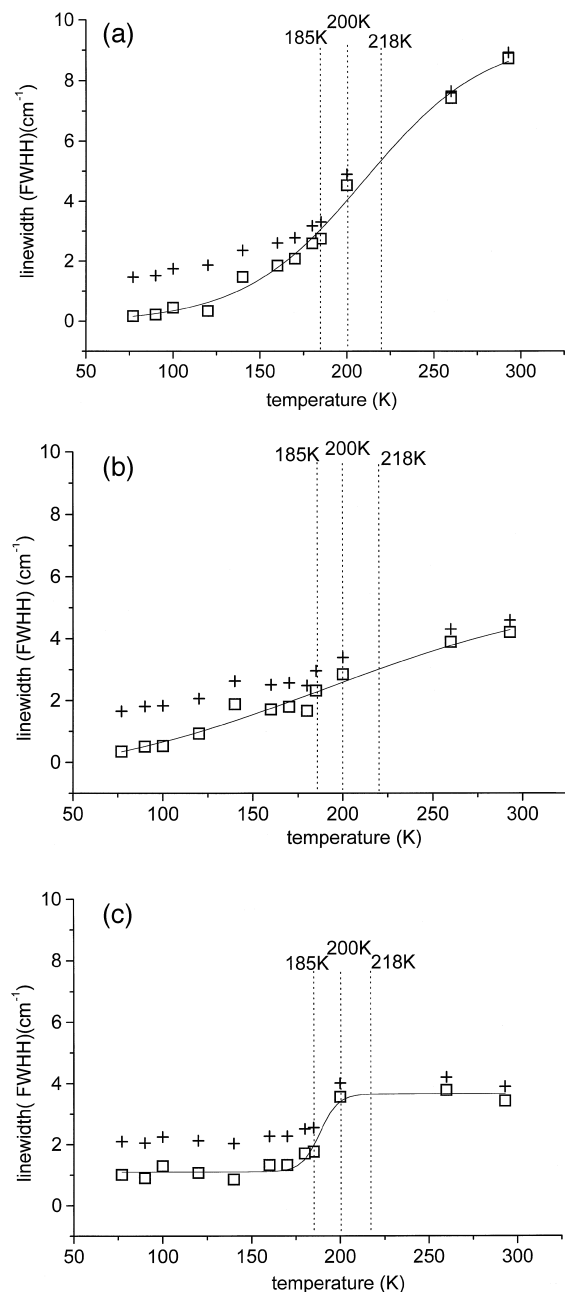 (a)
10
8
6
4
2
0
linewidth (FWHH)(cm⁻¹)
185K
200K
218K
50 100 150 200 250 300
temperature (K)
(b)
10
8
6
4
2
0
linewidth (FWHH) (cm⁻¹)
185K
200K
218K
50 100 150 200 250 300
temperature (K)
(c)
10
8
6
4
2
0
linewidth( FWHH)(cm⁻¹)
185K
200K
218K
50 100 150 200 250 300
temperature (K)